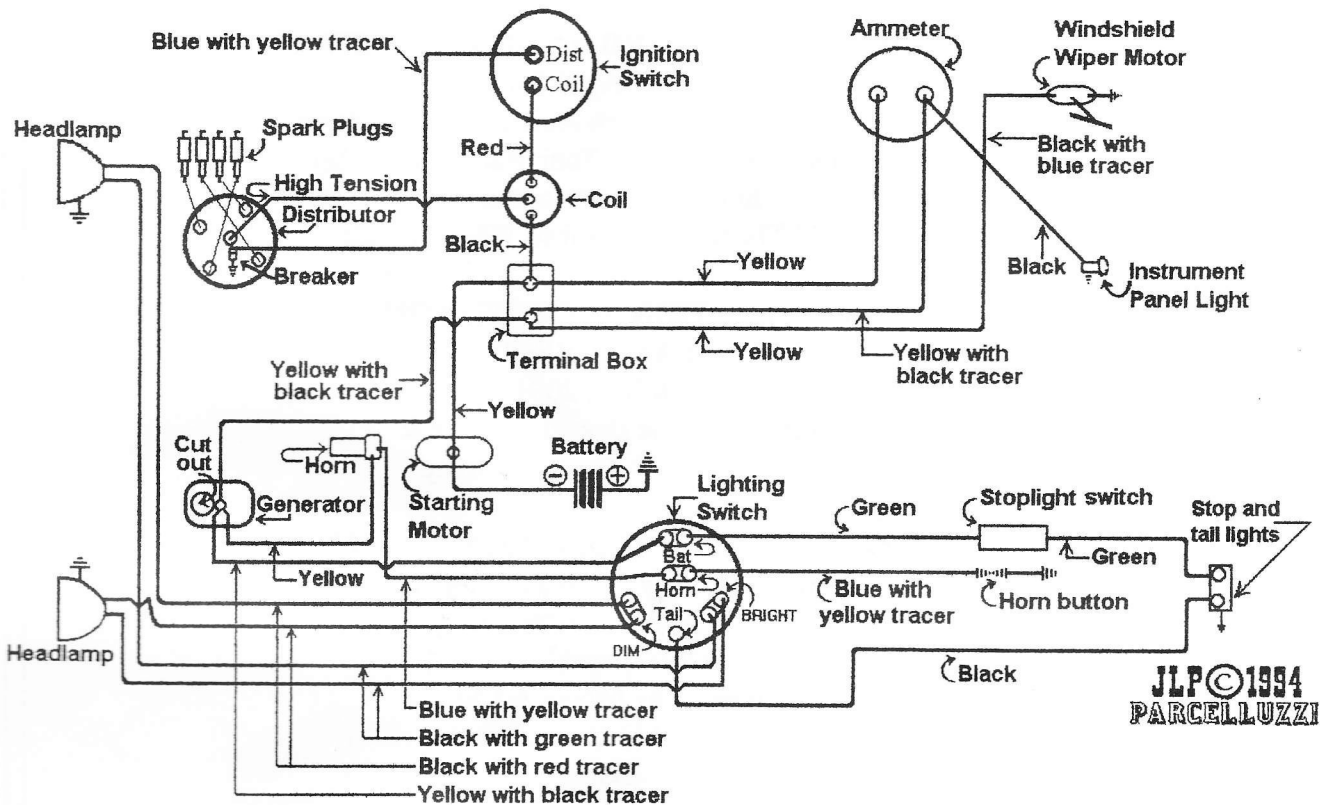 Blue with yellow tracer
Dist
Coil
Ignition
Switch
Ammeter
Windshield
Wiper Motor
Headlamp
Spark Plugs
Red
Black with
blue tracer
High Tension
Distributor
Coil
Black
Breaker
Yellow
Black
Instrument
Panel Light
Terminal Box
Yellow
Yellow with
black tracer
Yellow with
black tracer
Yellow
Cut
out
Horn
Battery
Generator
Starting
Motor
Lighting
Switch
Green
Stoplight switch
Stop and
tail lights
Bat
Green
Yellow
Horn
Blue with
yellow tracer
Horn button
Tail
BRIGHT
DIM
Headlamp
Black
Blue with yellow tracer
Black with green tracer
Black with red tracer
Yellow with black tracer
JLP©1994
PARCELLUZZI